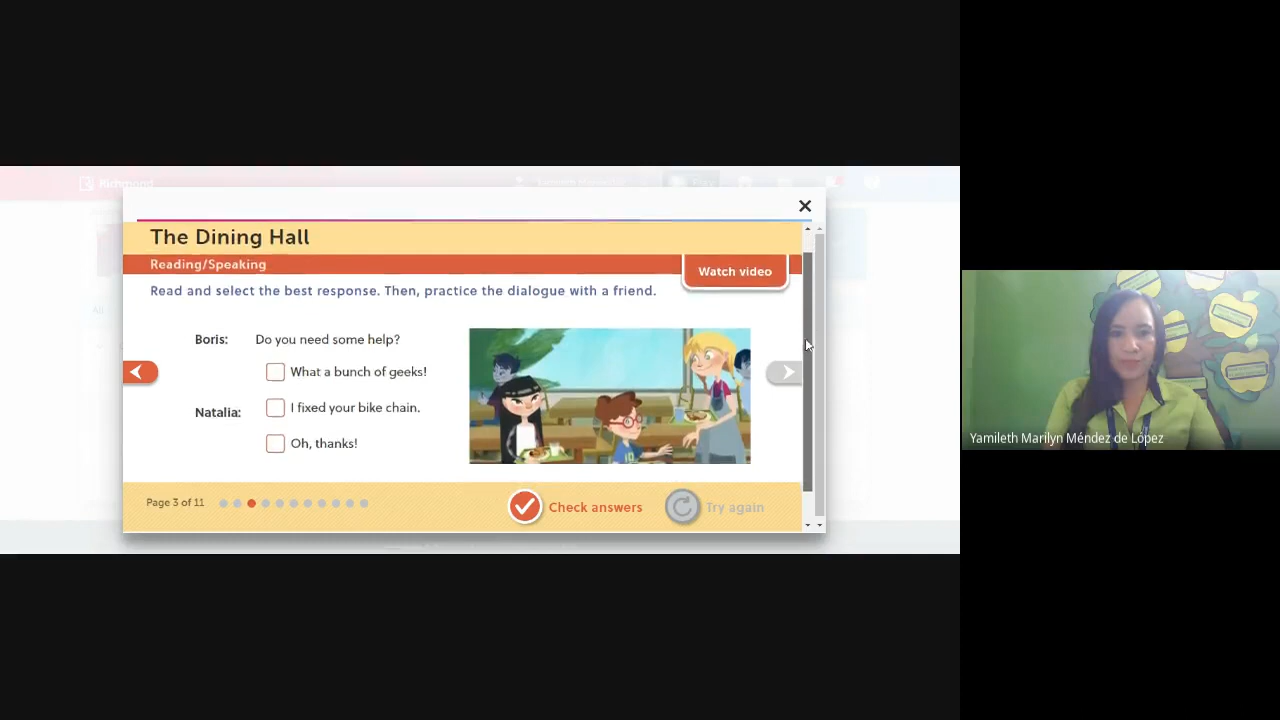 Richmond
The Dining Hall
Reading/Speaking
Watch video
Read and select the best response. Then, practice the dialogue with a friend.
Boris: Do you need some help?
What a bunch of geeks!
Natalia: I fixed your bike chain.
Oh, thanks!
Page 3 of 11
Check answers
Try again
Yamileth Marilyn Méndez de López